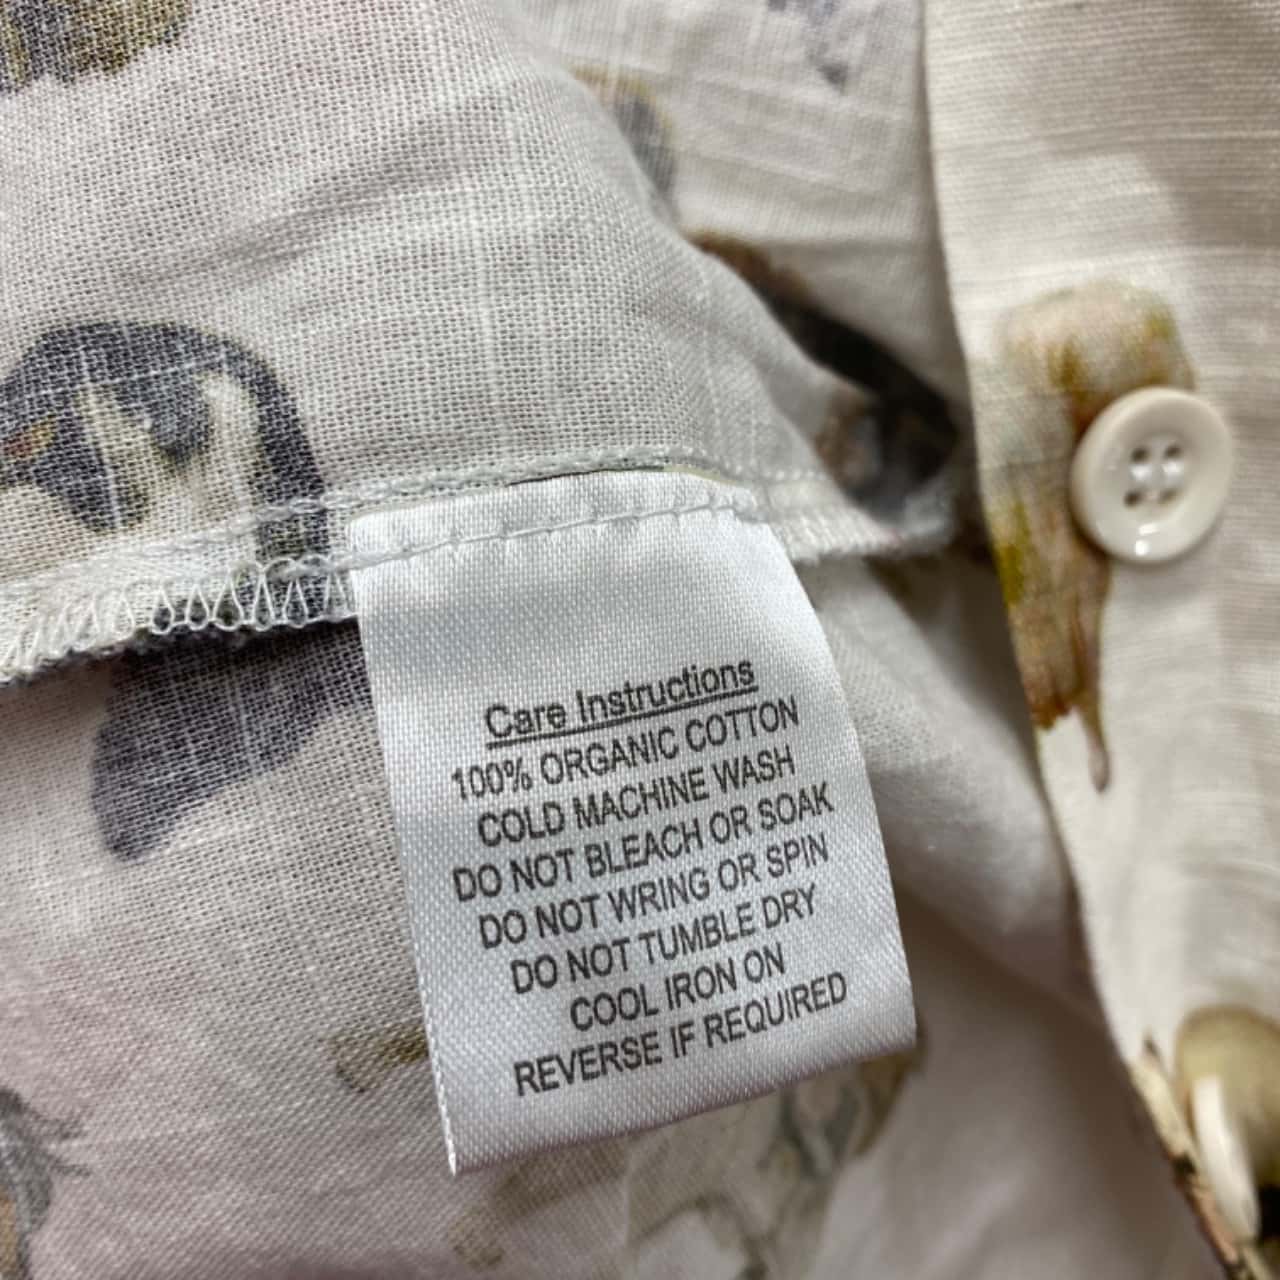 Care Instructions
100% ORGANIC COTTON
COLD MACHINE WASH
DO NOT BLEACH OR SOAK
DO NOT WRING OR SPIN
DO NOT TUMBLE DRY
COOL IRON ON
REVERSE IF REQUIRED